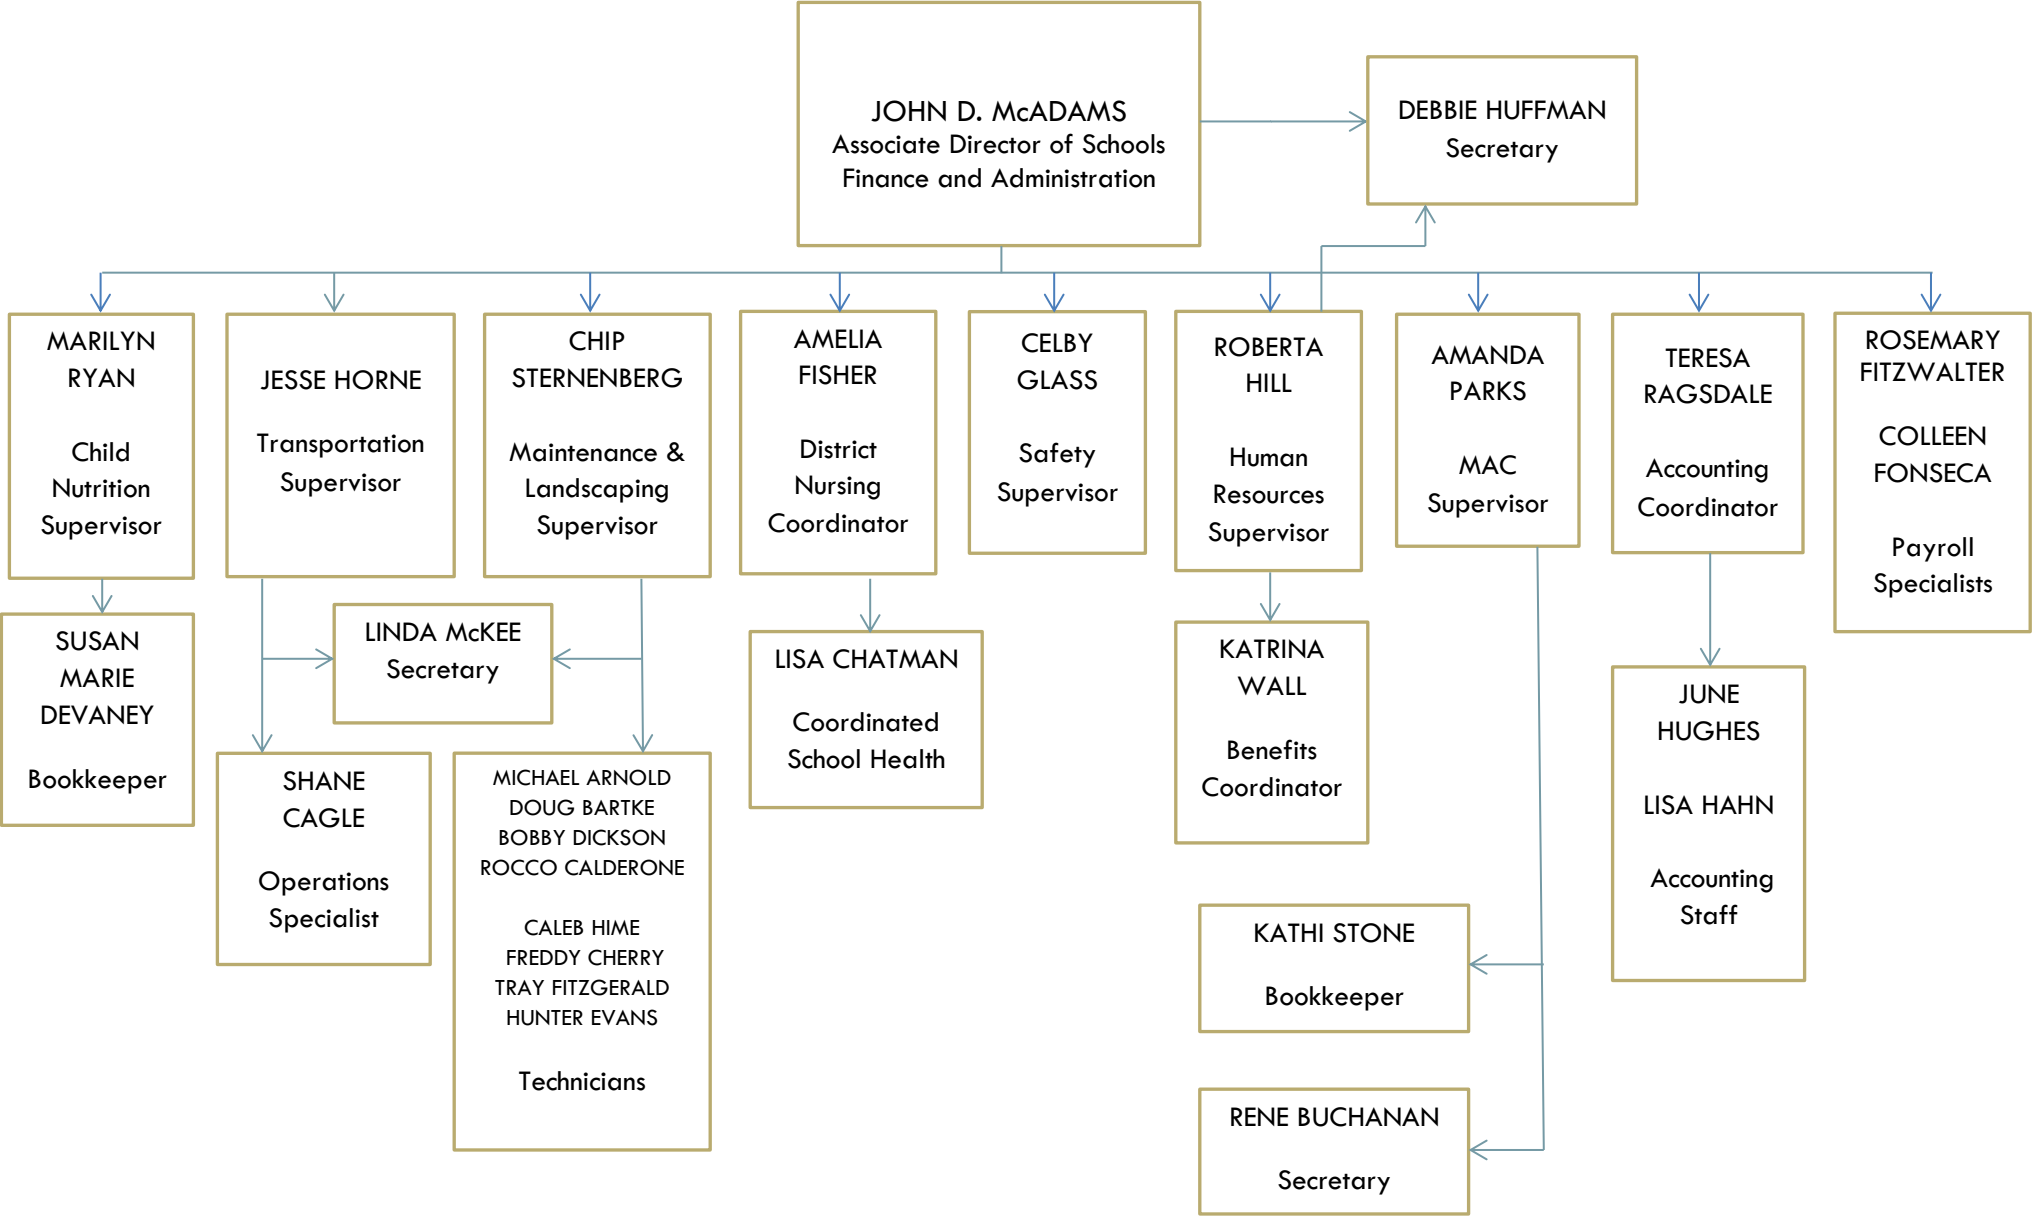 JOHN D. McADAMS
Associate Director of Schools
Finance and Administration
DEBBIE HUFFMAN
Secretary
MARILYN
RYAN
Child
Nutrition
Supervisor
JESSE HORNE
Transportation
Supervisor
CHIP
STERNENBERG
Maintenance &
Landscaping
Supervisor
AMELIA
FISHER
District
Nursing
Coordinator
CELBY
GLASS
Safety
Supervisor
ROBERTA
HILL
Human
Resources
Supervisor
AMANDA
PARKS
MAC
Supervisor
TERESA
RAGSDALE
Accounting
Coordinator
ROSEMARY
FITZWALTER
COLLEEN
FONSECA
Payroll
Specialists
SUSAN
MARIE
DEVANEY
Bookkeeper
LINDA McKEE
Secretary
SHANE
CAGLE
Operations
Specialist
MICHAEL ARNOLD
DOUG BARTKE
BOBBY DICKSON
ROCCO CALDERONE
CALEB HIME
FREDDY CHERRY
TRAY FITZGERALD
HUNTER EVANS
Technicians
LISA CHATMAN
Coordinated
School Health
KATRINA
WALL
Benefits
Coordinator
KATHI STONE
Bookkeeper
RENE BUCHANAN
Secretary
JUNE
HUGHES
LISA HAHN
Accounting
Staff